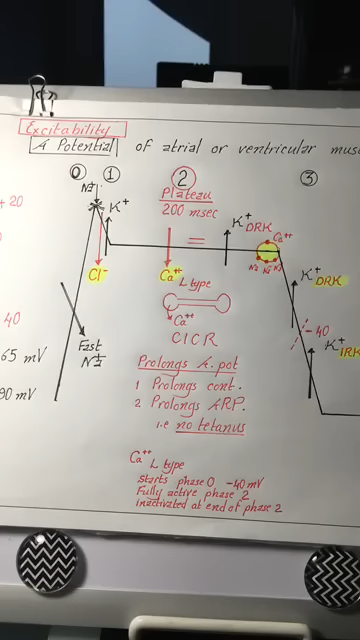 Excitability
A Potential of atrial or ventricular
0 1 2 3
Na+
K+
+ 20
Plateau
200 msec
K+ DRK
Ca++
Cl-
Ca++
L type
K+ DRK
Ca++
CICR
40
-40
Fast
Na+
65 mV
K+ IRK
Prolongs A. pot
1 Prolongs cont.
90 mV
2 Prolongs ARP.
i.e no tetanus
Ca++
L type
starts phase 0 -40 mV
Fully active phase 2
inactivated at end of phase 2